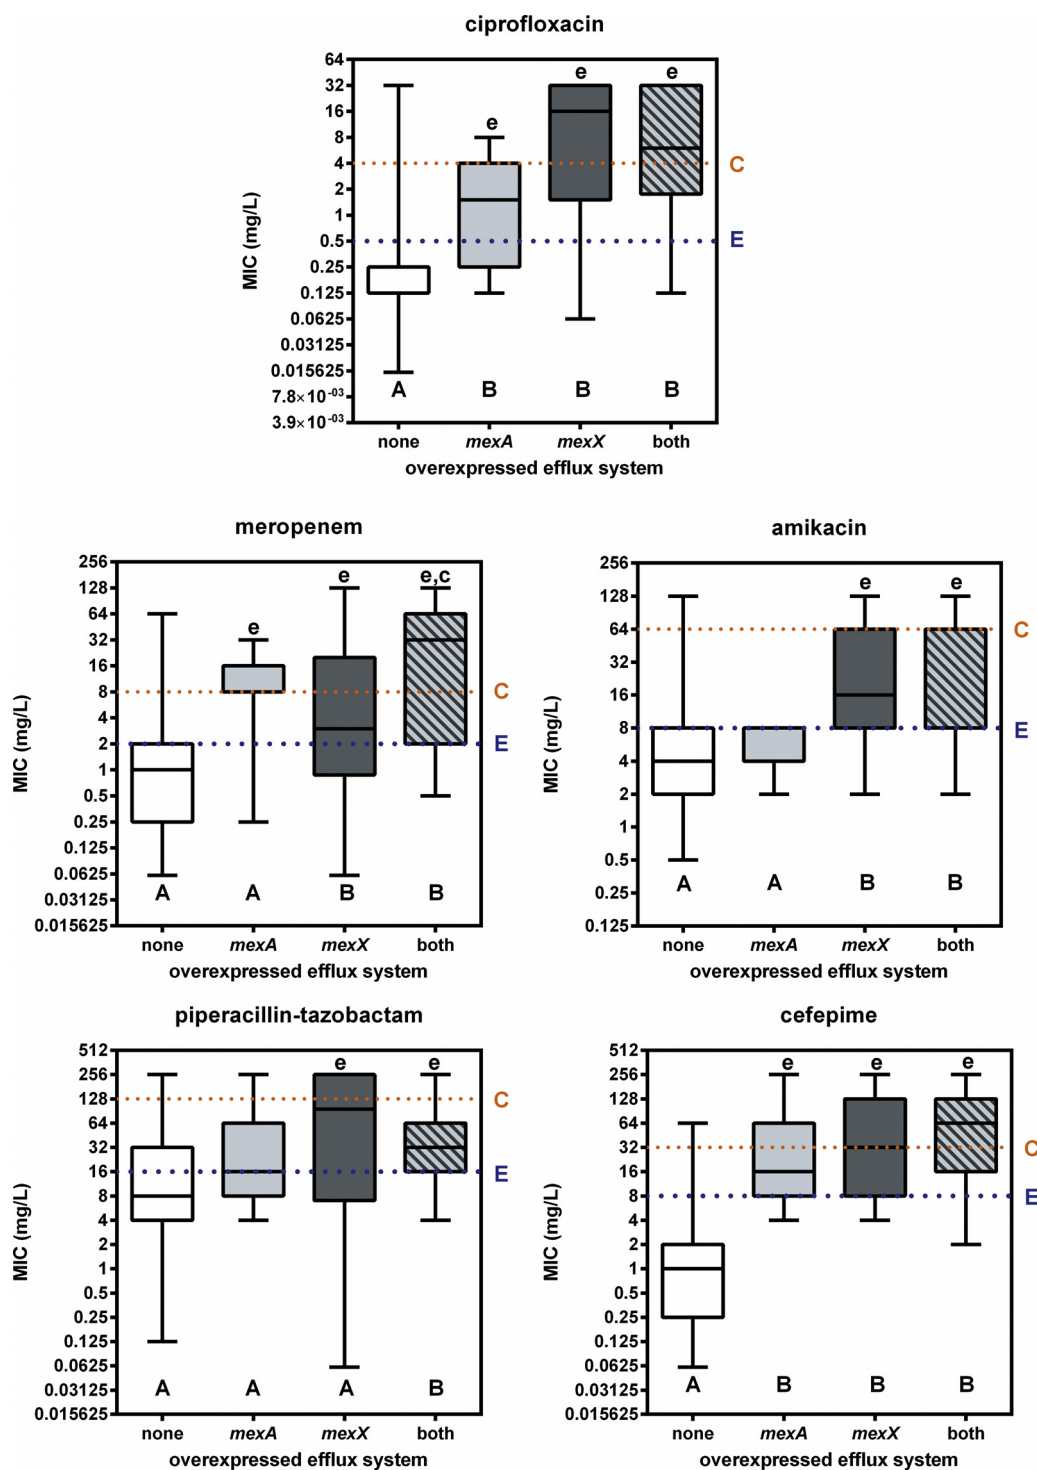 ciprofloxacin
64
32
16
8
4
2
1
0.5
0.25
0.125
0.0625
0.03125
0.015625
7.8×10⁻⁰³
3.9×10⁻⁰³
MIC (mg/L)
e
e
e
C
E
A
B
B
B
none
mexA
mexX
both
overexpressed efflux system
meropenem
256
128
64
32
16
8
4
2
1
0.5
0.25
0.125
0.0625
0.03125
0.015625
MIC (mg/L)
e
e
e,c
C
E
A
A
B
B
none
mexA
mexX
both
overexpressed efflux system
amikacin
256
128
64
32
16
8
4
2
1
0.5
0.25
0.125
MIC (mg/L)
e
e
C
E
A
A
B
B
none
mexA
mexX
both
overexpressed efflux system
piperacillin-tazobactam
512
256
128
64
32
16
8
4
2
1
0.5
0.25
0.125
0.0625
0.03125
0.015625
MIC (mg/L)
e
e
C
E
A
A
A
B
none
mexA
mexX
both
overexpressed efflux system
cefepime
512
256
128
64
32
16
8
4
2
1
0.5
0.25
0.125
0.0625
0.03125
0.015625
MIC (mg/L)
e
e
e
C
E
A
B
B
B
none
mexA
mexX
both
overexpressed efflux system